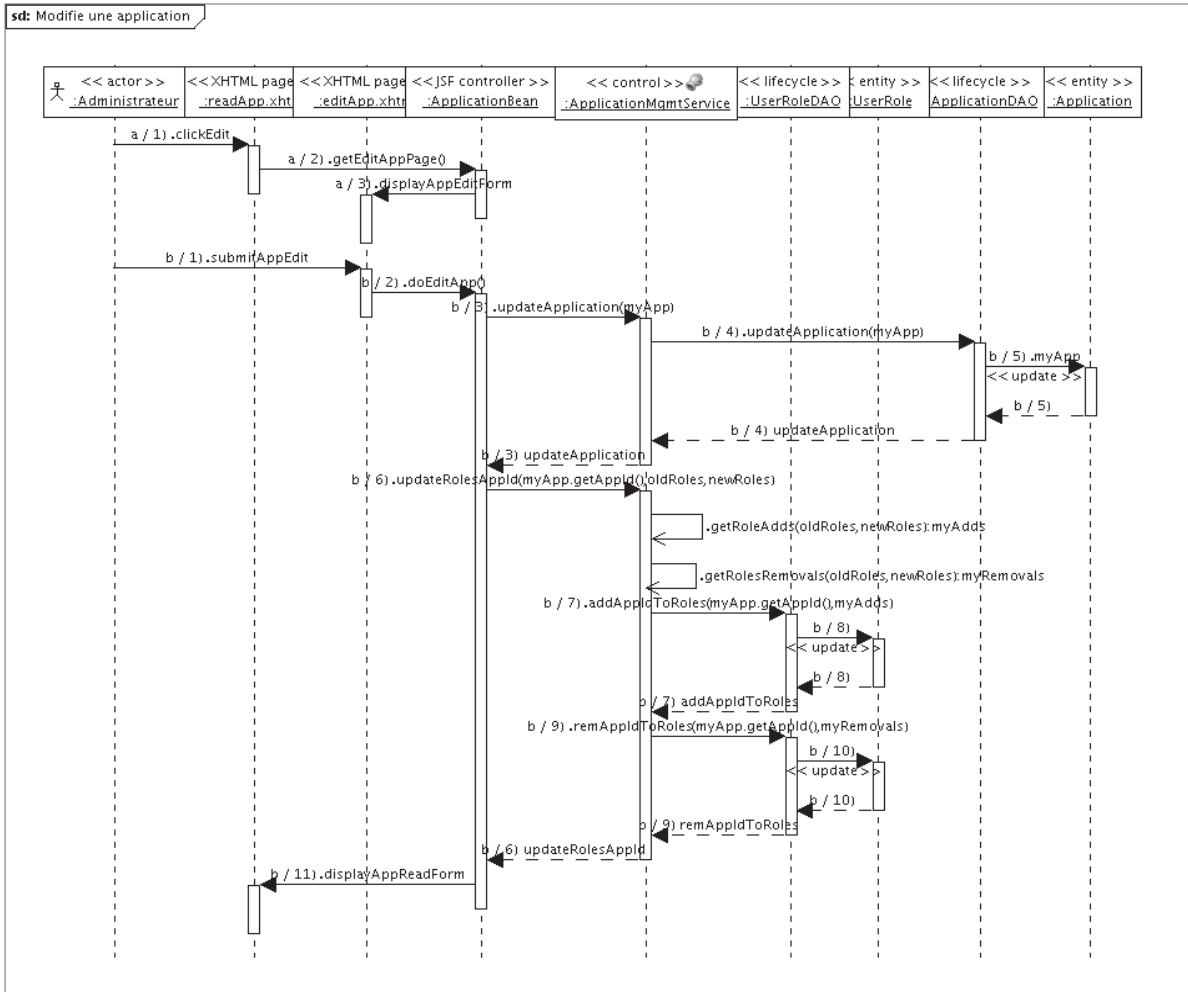 sd: Modifie une application
<< actor >>
:Administrateur
<<XHTML page
:readApp.xht
<<XHTML page
:editApp.xht
<<JSF controller >>
:ApplicationBean
<< control >>
:ApplicationMgmtService
<< lifecycle >>
:UserRoleDAO
entity >>
:UserRole
<< lifecycle >>
ApplicationDAO
<< entity >>
:Application
a / 1) .clickEdit
a / 2) .getEditAppPage()
a / 3) .displayAppEditForm
b / 1).submitAppEdit
b / 2) .doEditApp()
b / 3) .updateApplication(myApp)
b / 4).updateApplication(myApp)
b / 5) .myApp
<< update >>
b / 5)
b / 4) updateApplication
b / 3) updateApplication
b / 6).updateRolesAppId(myApp.getAppId(),oldRoles,newRoles)
.getRoleAdds(oldRoles,newRoles):myAdds
.getRolesRemovals(oldRoles,newRoles):myRemovals
b / 7).addAppIdToRoles(myApp.getAppId(),myAdds)
b / 8)
<< update >>
b / 8)
b / 7) addAppIdToRoles
b / 9) .remAppIdToRoles(myApp.getAppId(),myRemovals)
b / 10)
<< update >>
b / 10)
b / 9) remAppIdToRoles
b / 6) updateRolesAppId
b / 11).displayAppReadForm